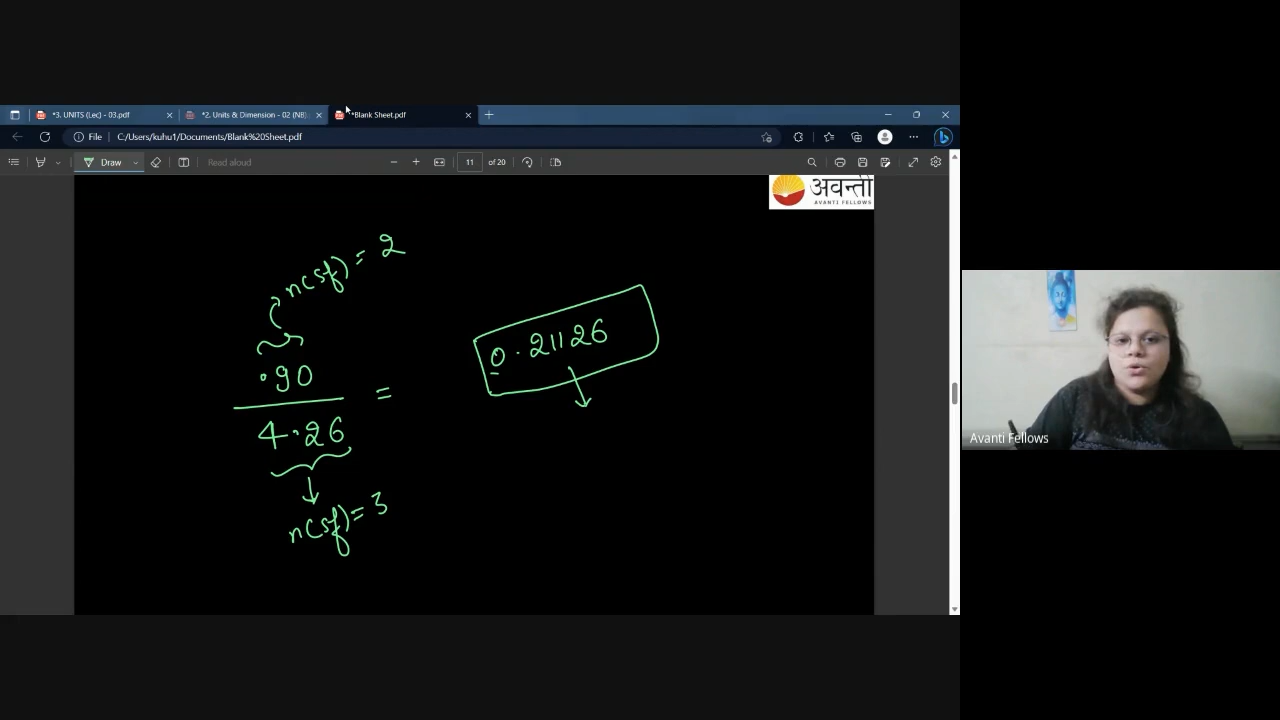 *3. UNITS (Lec) - 03.pdf
*2. Units & Dimension - 02 (NB).
*Blank Sheet.pdf
File
C:/Users/kuhu1/Documents/Blank%20Sheet.pdf
Draw
Read aloud
11 of 20
अवन्ती
AVANTI FELLOWS
n(sf) = 2
.90
4.26
=
0.21126
n(sf) = 3
Avanti Fellows